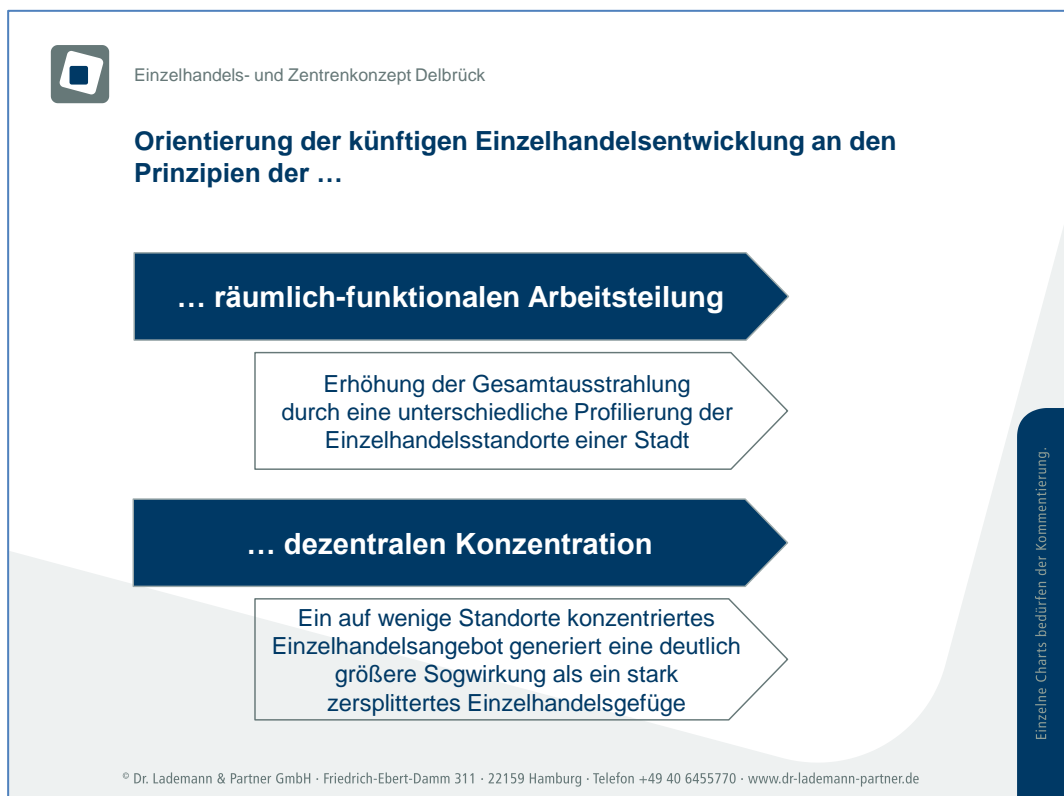 Einzelhandels- und Zentrenkonzept Delbrück
Orientierung der künftigen Einzelhandelsentwicklung an den
Prinzipien der …
… räumlich-funktionalen Arbeitsteilung
Erhöhung der Gesamtausstrahlung
durch eine unterschiedliche Profilierung der
Einzelhandelsstandorte einer Stadt
… dezentralen Konzentration
Ein auf wenige Standorte konzentriertes
Einzelhandelsangebot generiert eine deutlich
größere Sogwirkung als ein stark
zersplittertes Einzelhandelsgefüge
Einzelne Charts bedürfen der Kommentierung.
© Dr. Lademann & Partner GmbH · Friedrich-Ebert-Damm 311 · 22159 Hamburg · Telefon +49 40 6455770 · www.dr-lademann-partner.de